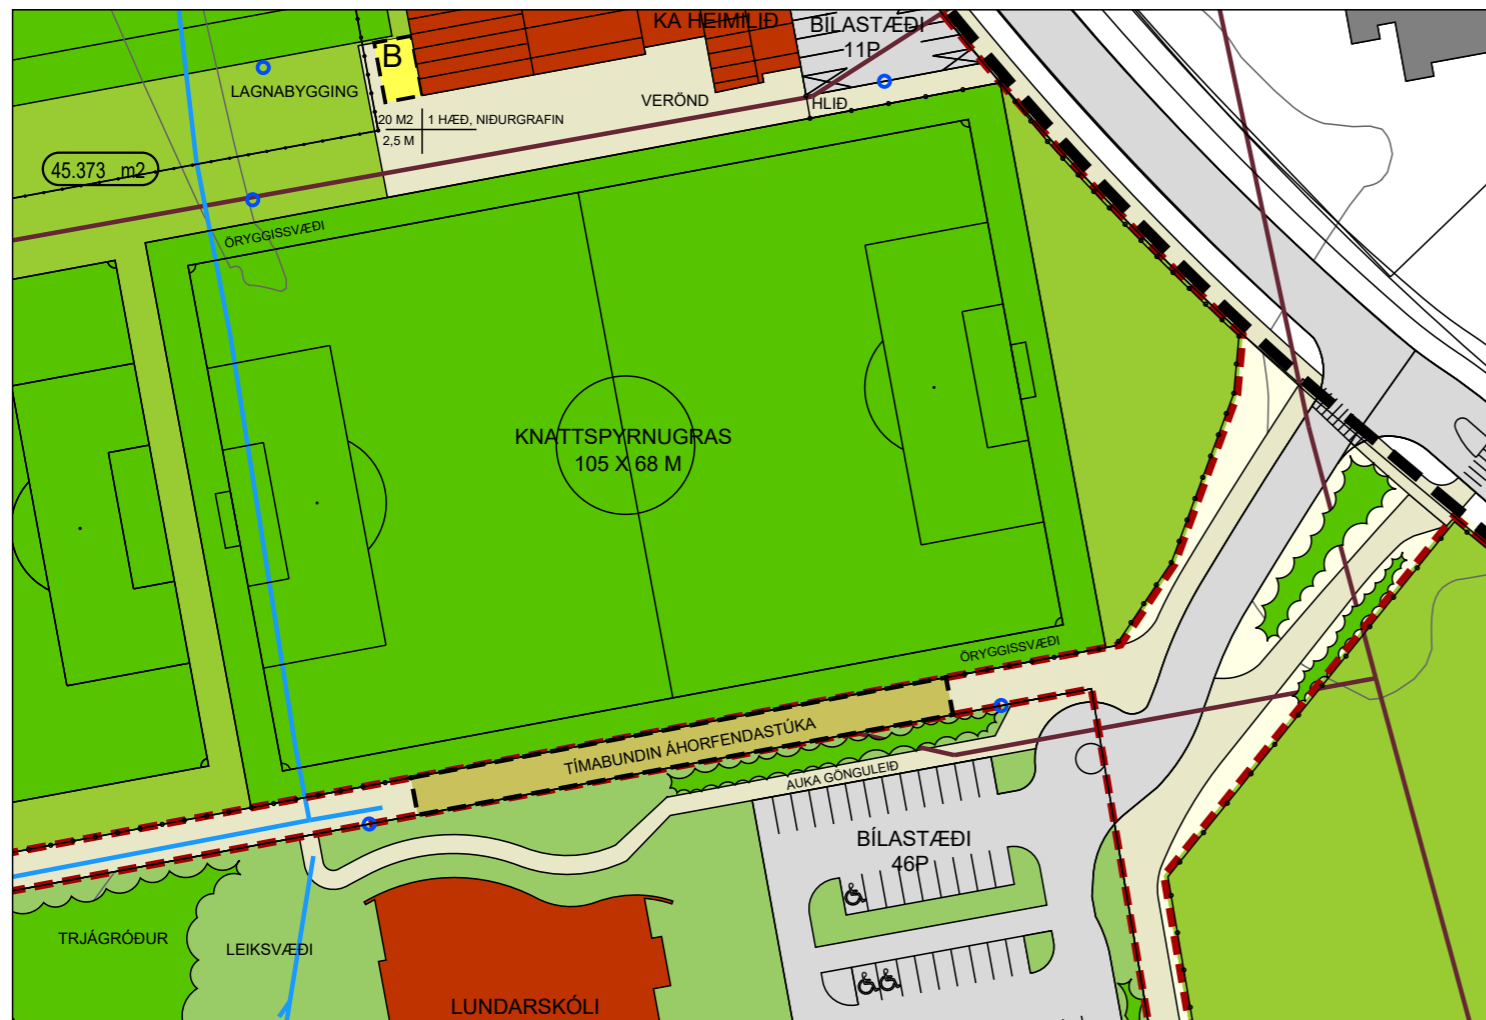 KA HEIMILIÐ
BÍLASTÆÐI
11P
B
LAGNABYGGING
VERÖND
HLIÐ
20 M2
1 HÆÐ, NIÐURGRAFIN
2,5 M
45.373 m2
ÖRYGGISSVÆÐI
KNATTSPYRNUGRAS
105 X 68 M
ÖRYGGISSVÆÐI
TÍMABUNDIN ÁHORFENDASTÚKA
AUKA GÖNGULEIÐ
BÍLASTÆÐI
46P
TRJÁGRÓÐUR
LEIKSVÆÐI
LUNDARSKÓLI